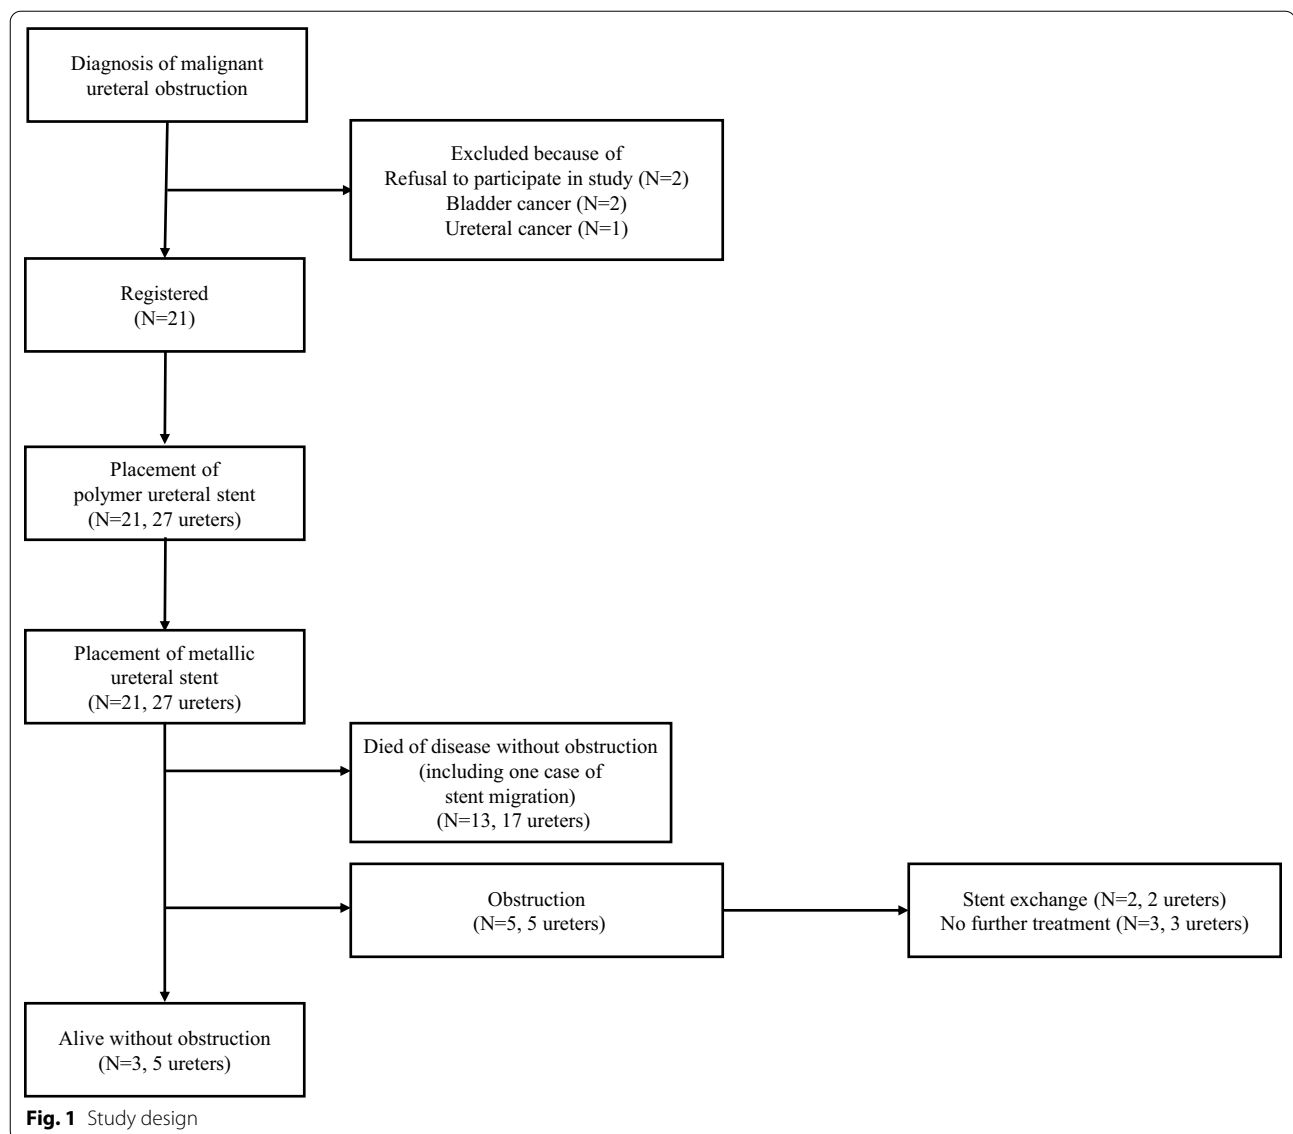 Diagnosis of malignant
ureteral obstruction
Excluded because of
Refusal to participate in study (N=2)
Bladder cancer (N=2)
Ureteral cancer (N=1)
Registered
(N=21)
Placement of
polymer ureteral stent
(N=21, 27 ureters)
Placement of metallic
ureteral stent
(N=21, 27 ureters)
Died of disease without obstruction
(including one case of
stent migration)
(N=13, 17 ureters)
Obstruction
(N=5, 5 ureters)
Stent exchange (N=2, 2 ureters)
No further treatment (N=3, 3 ureters)
Alive without obstruction
(N=3, 5 ureters)
Fig. 1 Study design